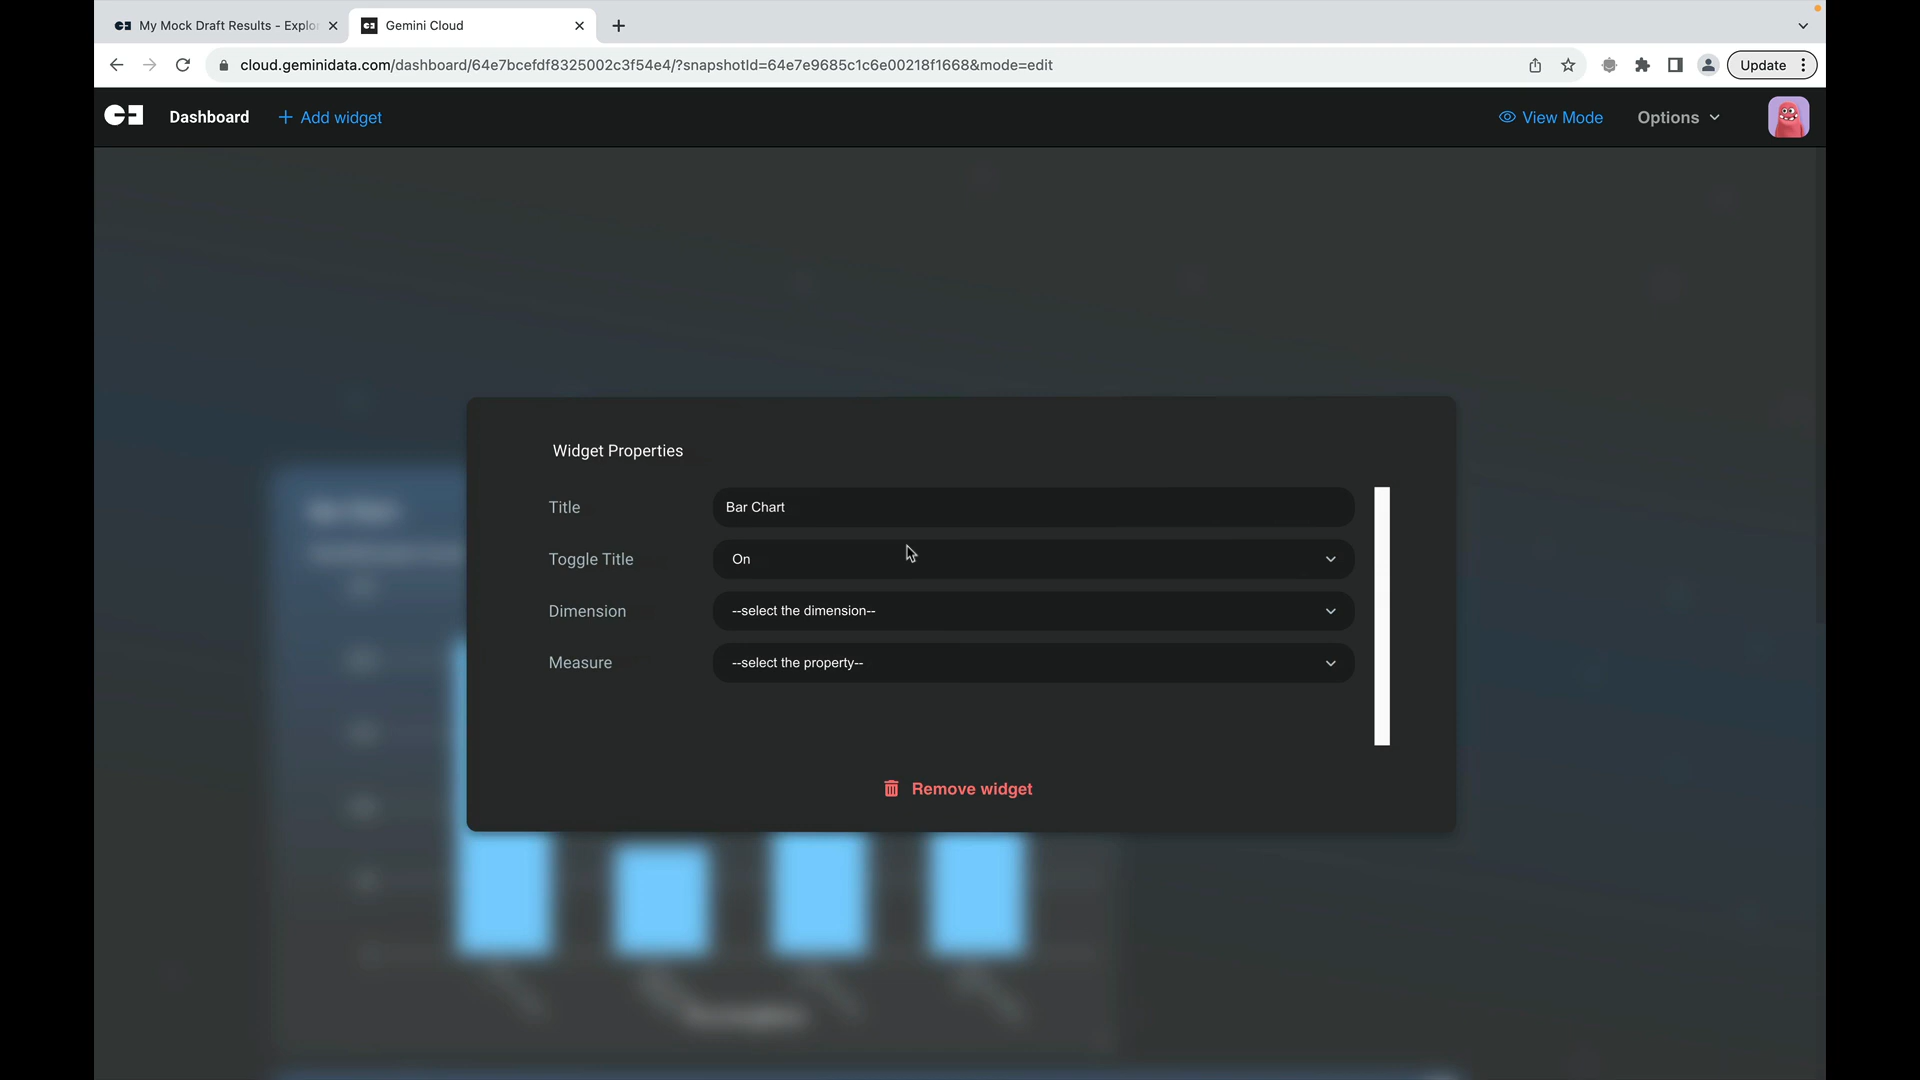 My Mock Draft Results - Explo
Gemini Cloud
cloud.geminidata.com/dashboard/64e7bcefdf8325002c3f54e4/?snapshotId=64e7e9685c1c6e00218f1668&mode=edit
Update
Dashboard
+ Add widget
View Mode
Options
Widget Properties
Title
Bar Chart
Toggle Title
On
Dimension
--select the dimension--
Measure
--select the property--
Remove widget